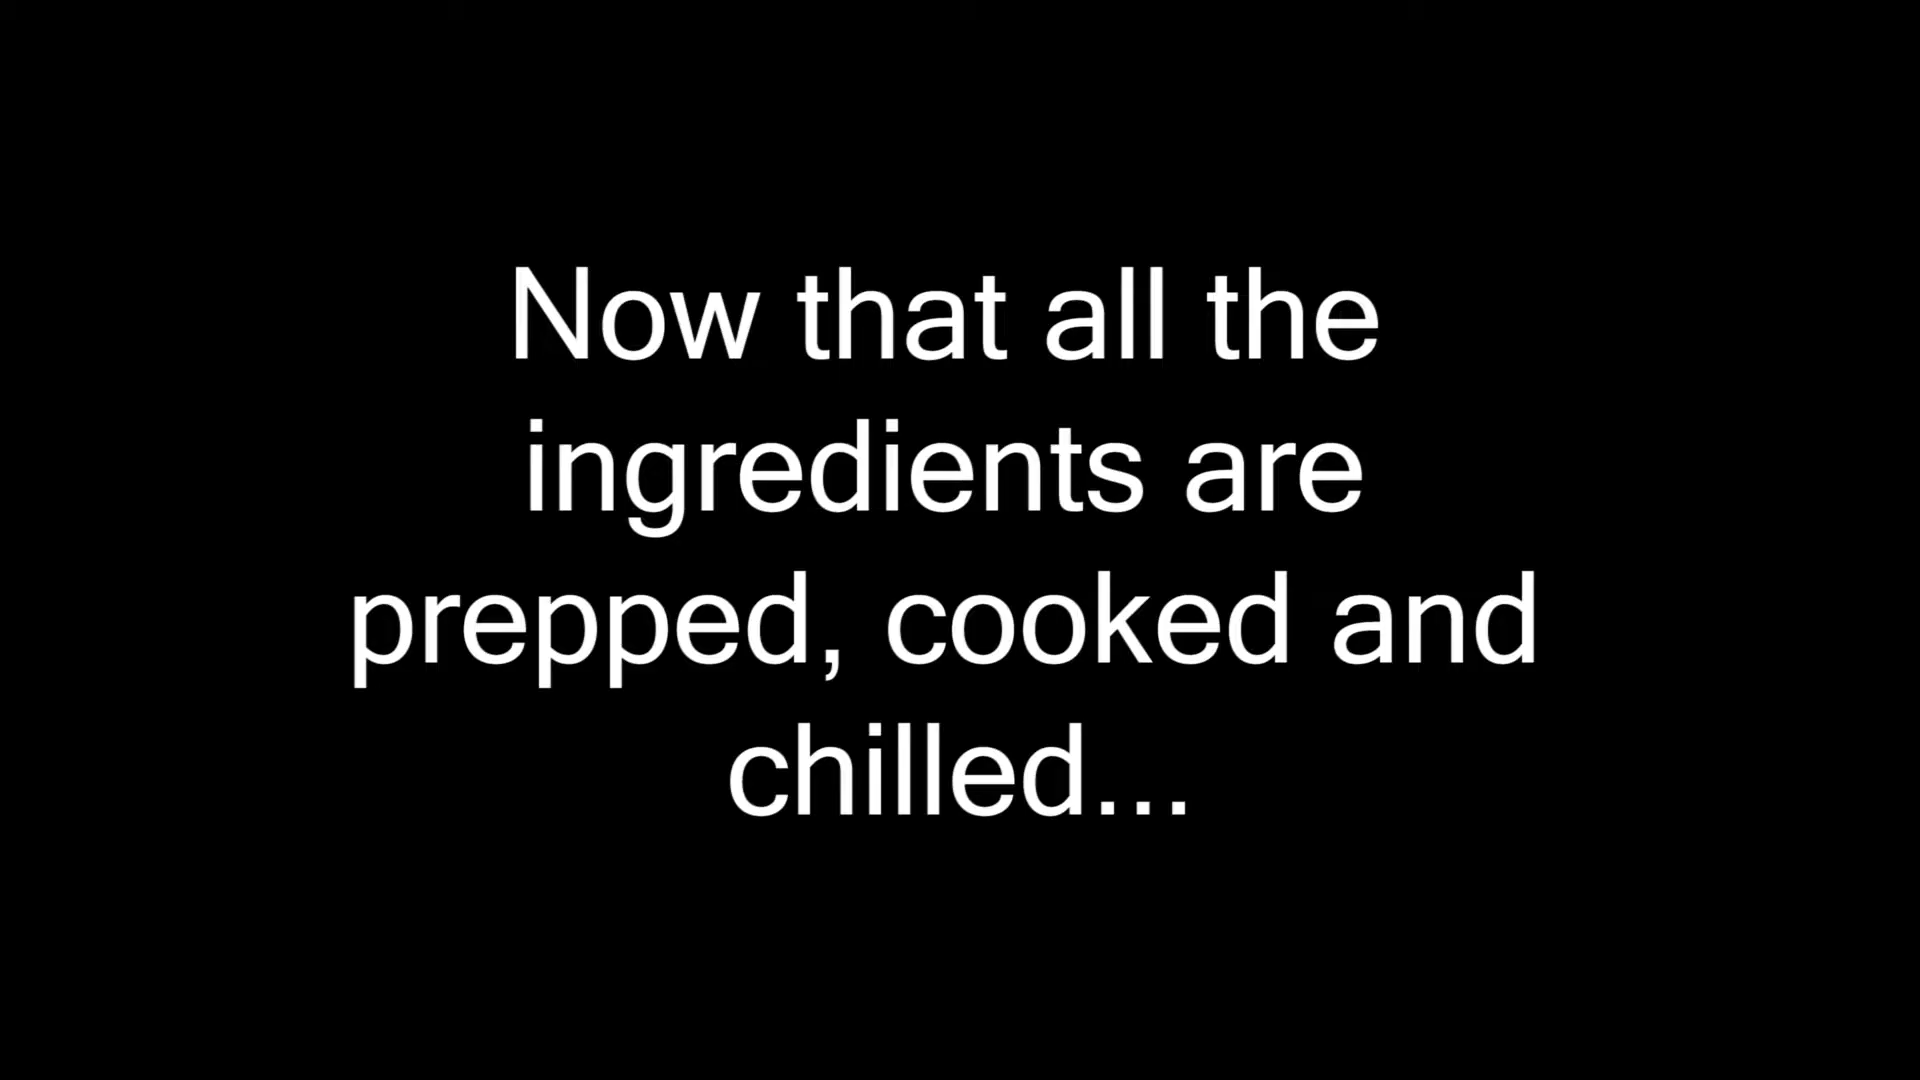 Now that all the
ingredients are
prepped, cooked and
chilled...